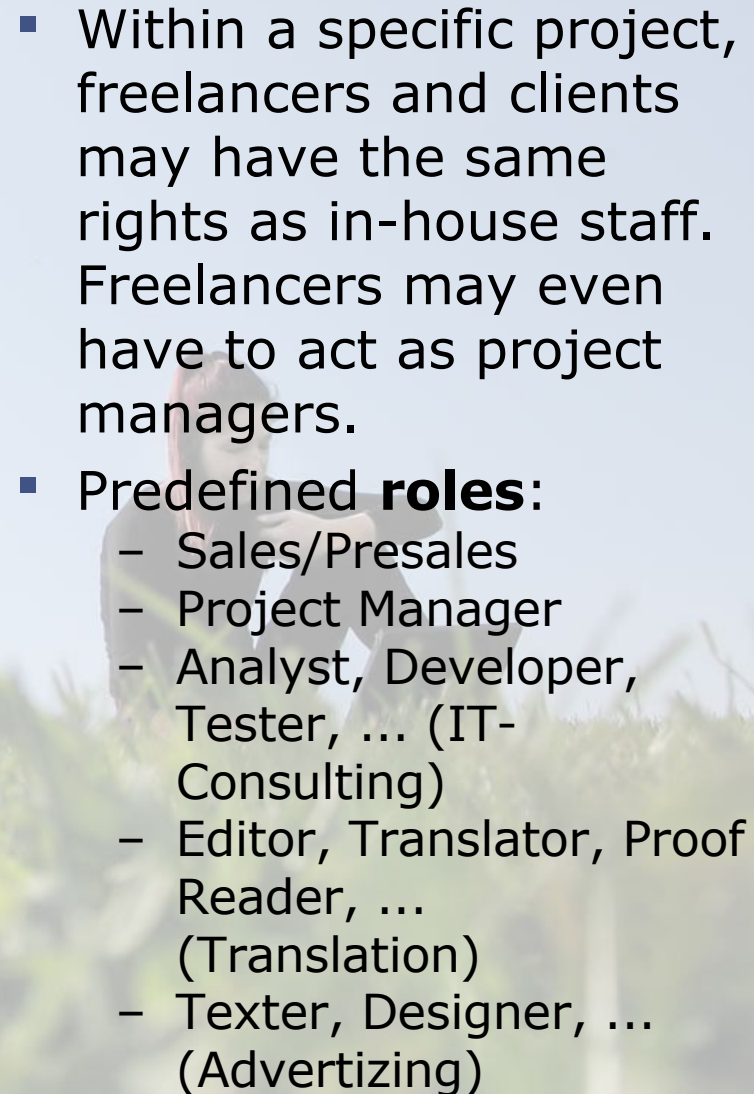 ▪ Within a specific project,
freelancers and clients
may have the same
rights as in-house staff.
Freelancers may even
have to act as project
managers.
▪ Predefined roles:
– Sales/Presales
– Project Manager
– Analyst, Developer,
Tester, ... (IT-
Consulting)
– Editor, Translator, Proof
Reader, ...
(Translation)
– Texter, Designer, ...
(Advertizing)